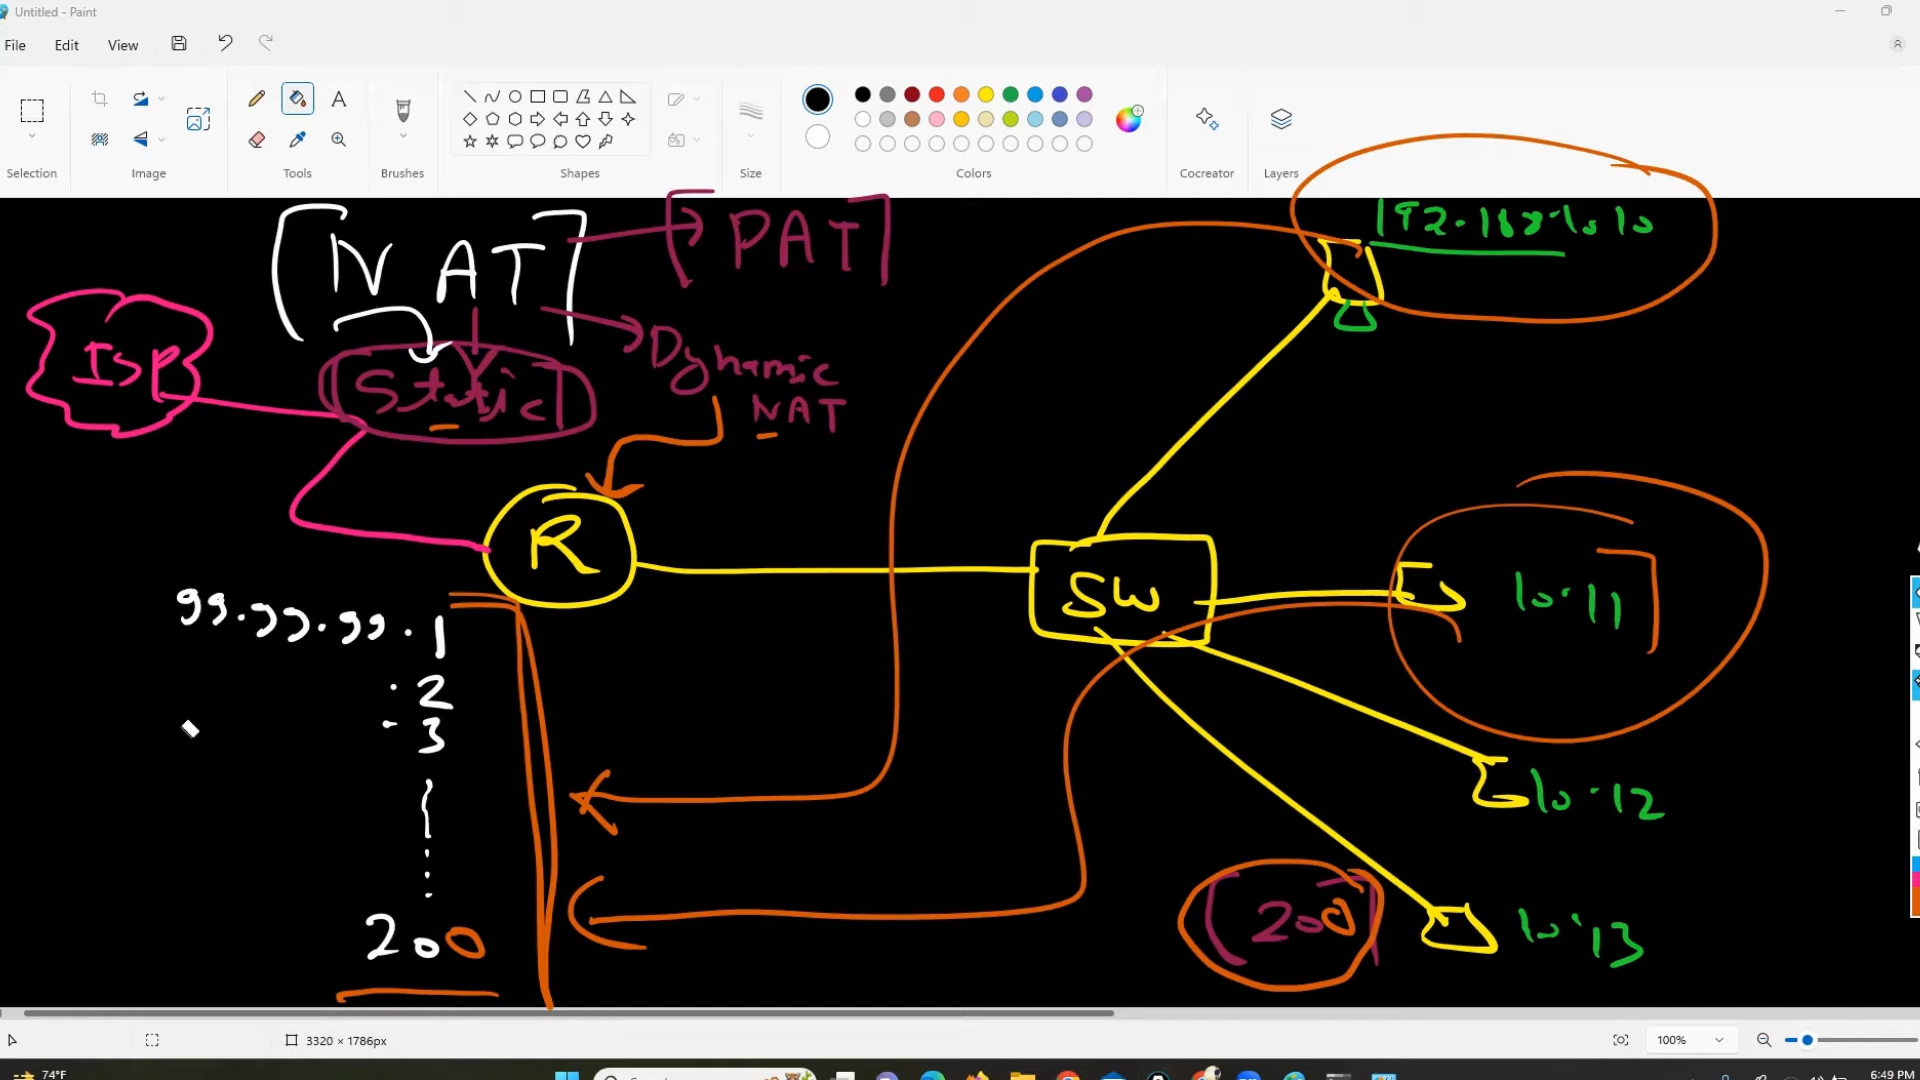 Untitled - Paint
File Edit View
Selection Image Tools Brushes Shapes Size Colors Cocreator Layers
NAT
PAT
192.168.10.10
ISP
Static
Dynamic
NAT
R
SW
99.99.99.1
10.11
.2
.3
10.12
200
200
10.13
3320 × 1786px
100%
74°F
6:49 PM